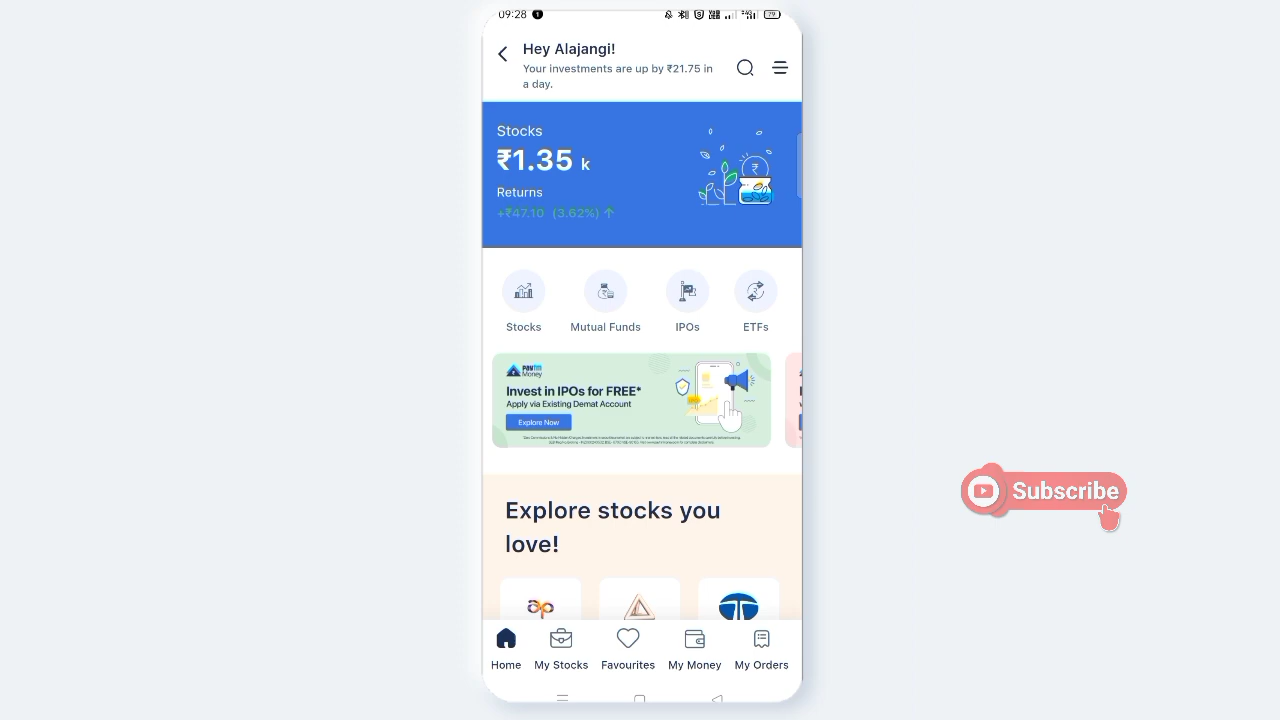 09:28
79
Hey Alajangi!
Your investments are up by ₹21.75 in
a day.
Stocks
₹1.35 k
Returns
+₹47.10 (3.62%) ↑
Stocks Mutual Funds IPOs ETFs
paytm
Money
Invest in IPOs for FREE*
Apply via Existing Demat Account
Explore Now
Explore stocks you
love!
Home My Stocks Favourites My Money My Orders
Subscribe